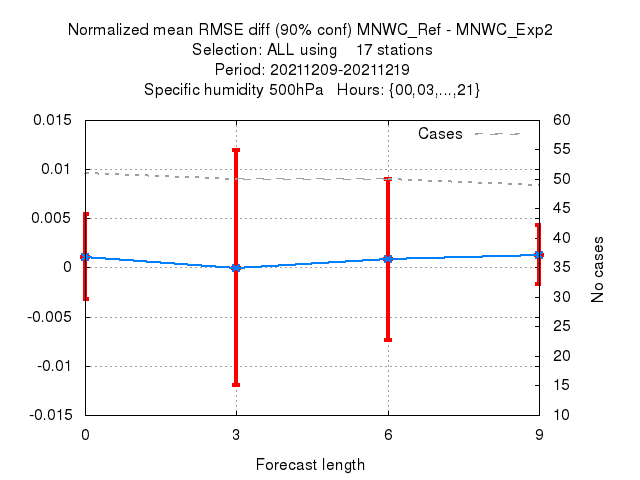 Normalized mean RMSE diff (90% conf) MNWC_Ref - MNWC_Exp2
Selection: ALL using    17 stations
Period: 20211209-20211219
Specific humidity 500hPa   Hours: {00,03,...,21}
Cases
0.015
0.01
0.005
0
-0.005
-0.01
-0.015
60
55
50
45
40
35
30
25
20
15
10
No cases
0 3 6 9
Forecast length